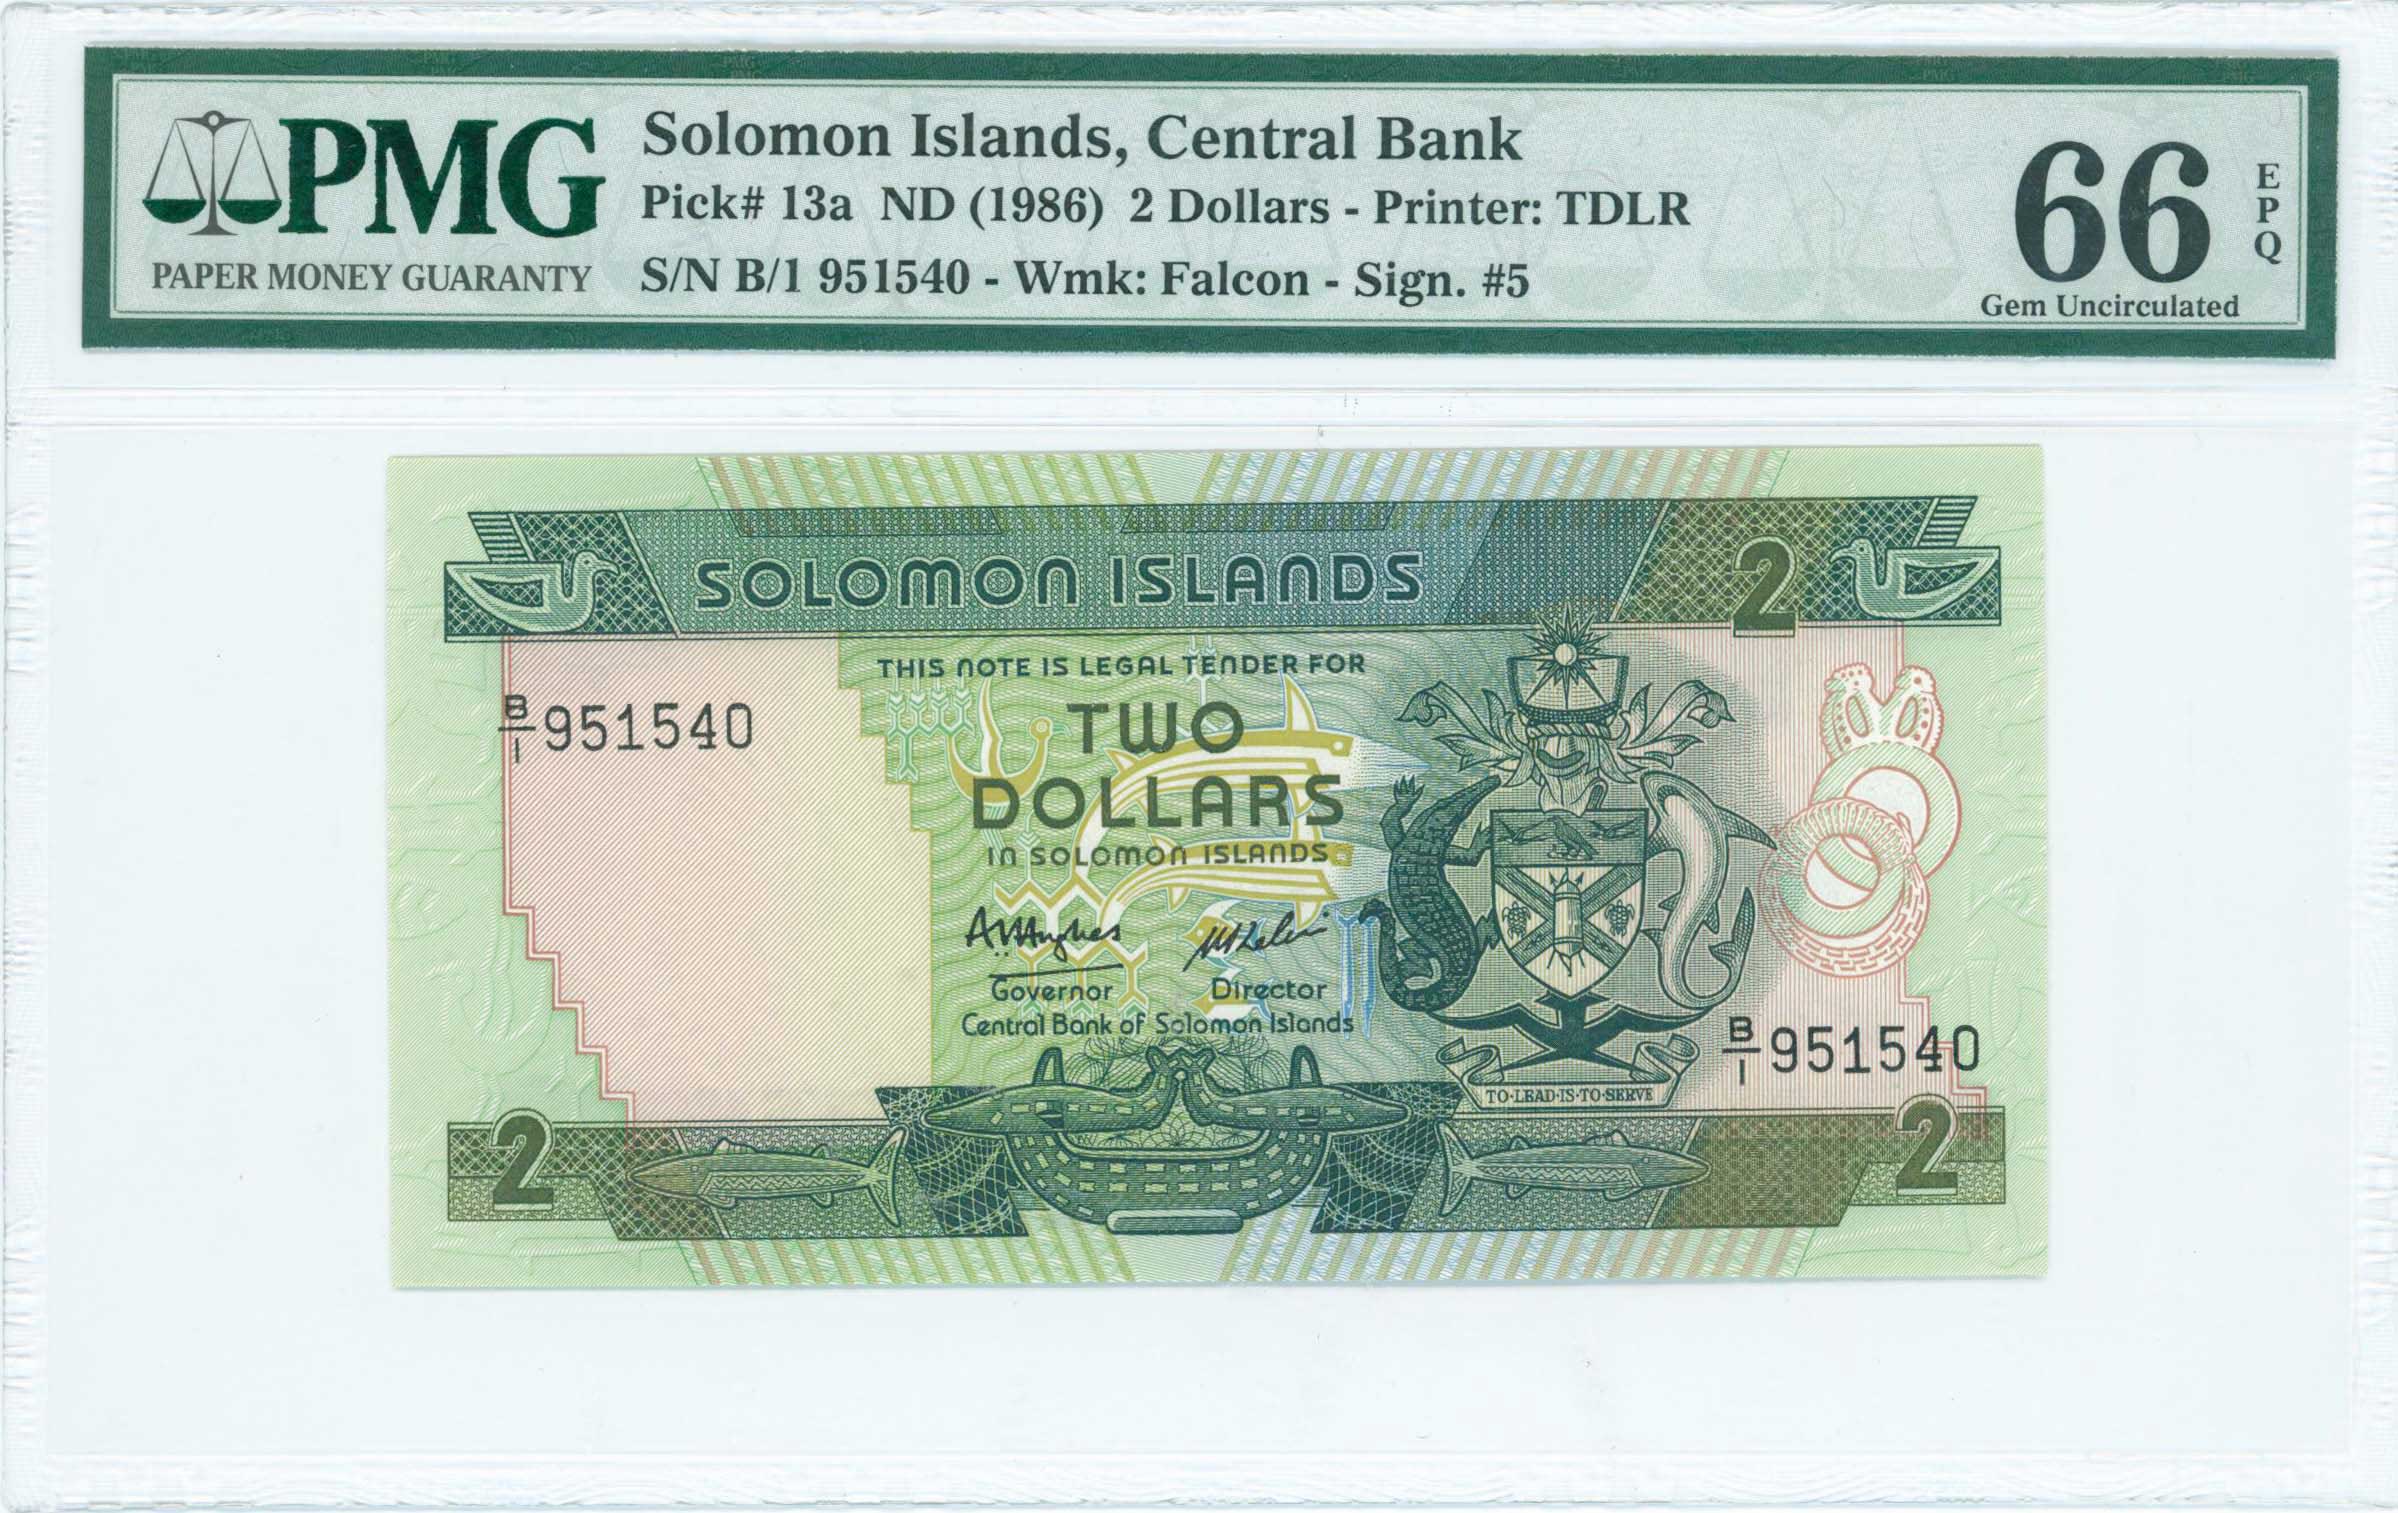 PMG
PAPER MONEY GUARANTY
Solomon Islands, Central Bank
Pick# 13a ND (1986) 2 Dollars - Printer: TDLR
S/N B/1 951540 - Wmk: Falcon - Sign. #5
66
EPQ
Gem Uncirculated
SOLOMON ISLANDS
2
THIS NOTE IS LEGAL TENDER FOR
B/1 951540
TWO
DOLLARS
IN SOLOMON ISLANDS
Governor Director
Central Bank of Solomon Islands
B/1 951540
TO·LEAD·IS·TO·SERVE
2
2